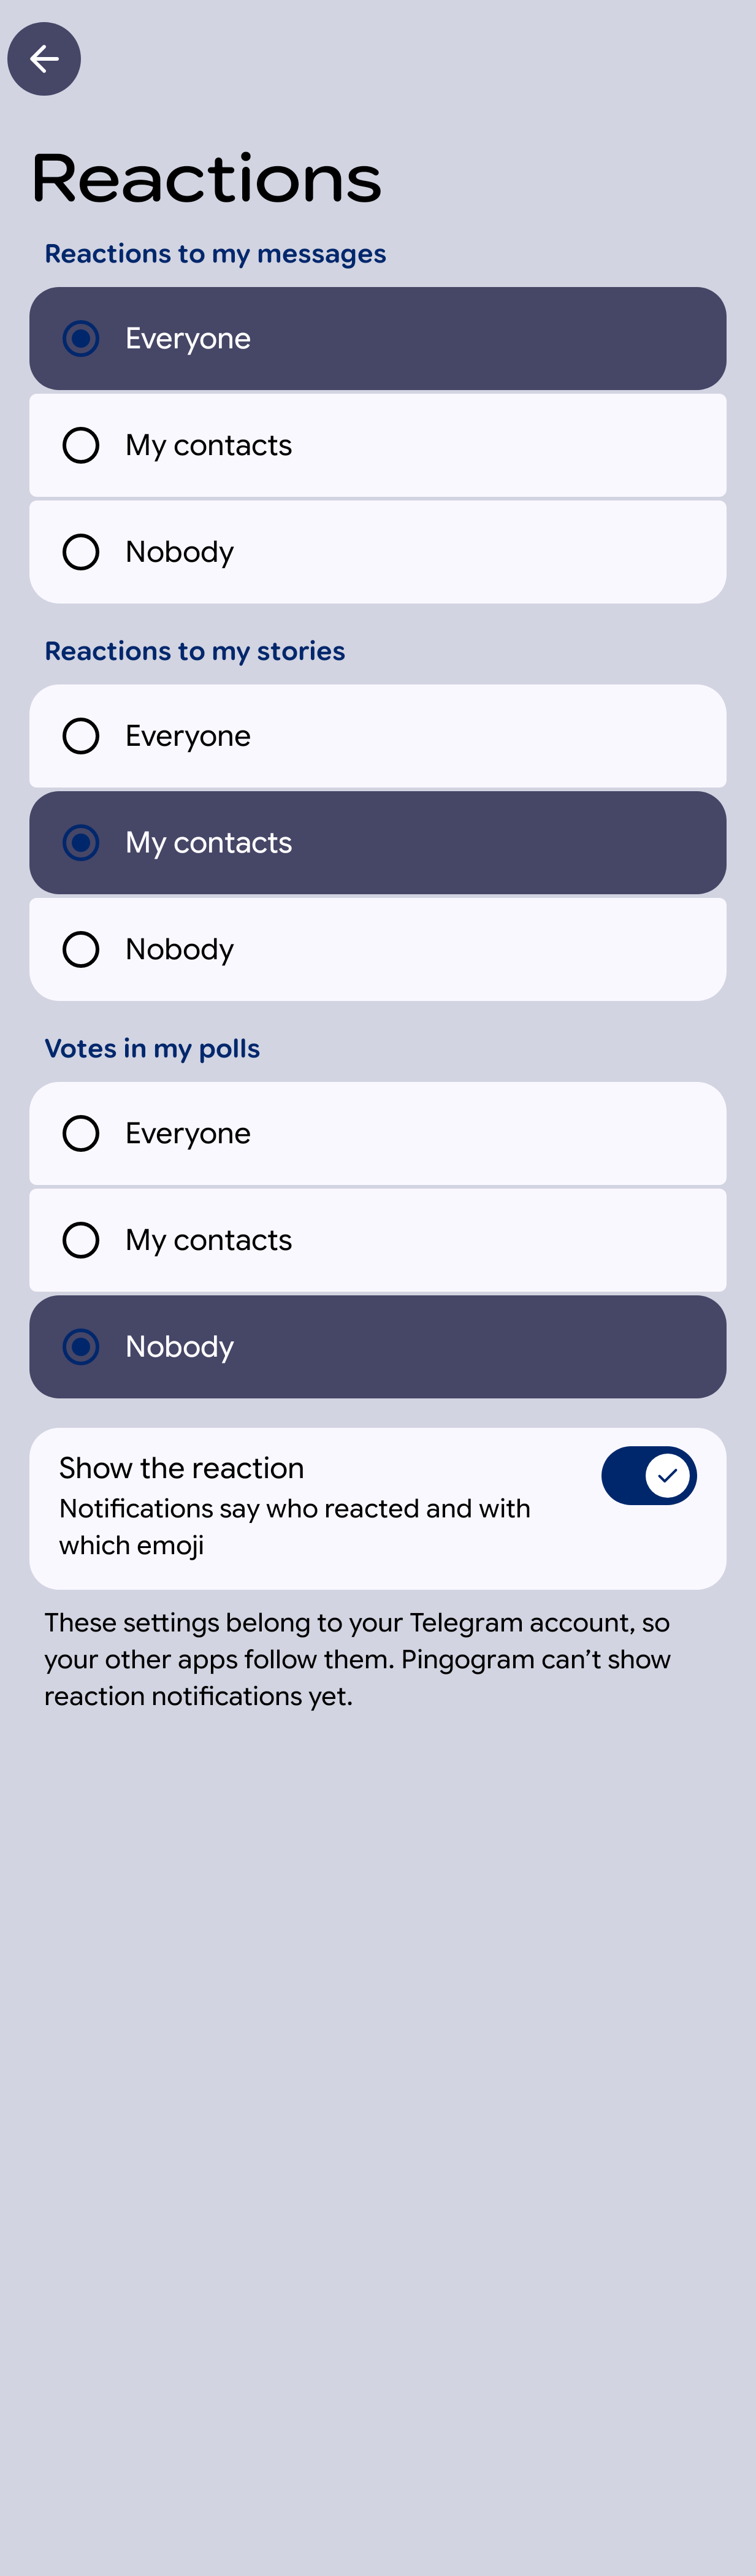 Reactions
Reactions to my messages
Everyone
My contacts
Nobody
Reactions to my stories
Everyone
My contacts
Nobody
Votes in my polls
Everyone
My contacts
Nobody
Show the reaction
Notifications say who reacted and with
which emoji
These settings belong to your Telegram account, so
your other apps follow them. Pingogram can’t show
reaction notifications yet.